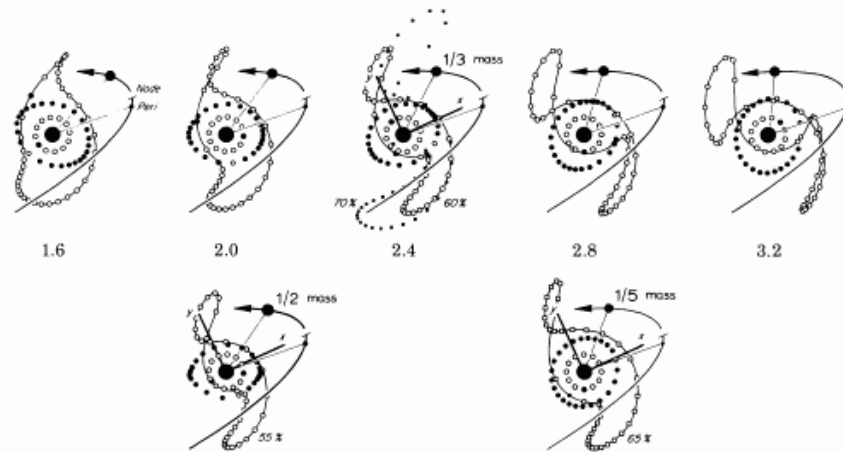 Node
Peri
1/3 mass
y
x
70%
60%
1.6
2.0
2.4
2.8
3.2
1/2 mass
y
x
55%
1/5 mass
y
x
65%